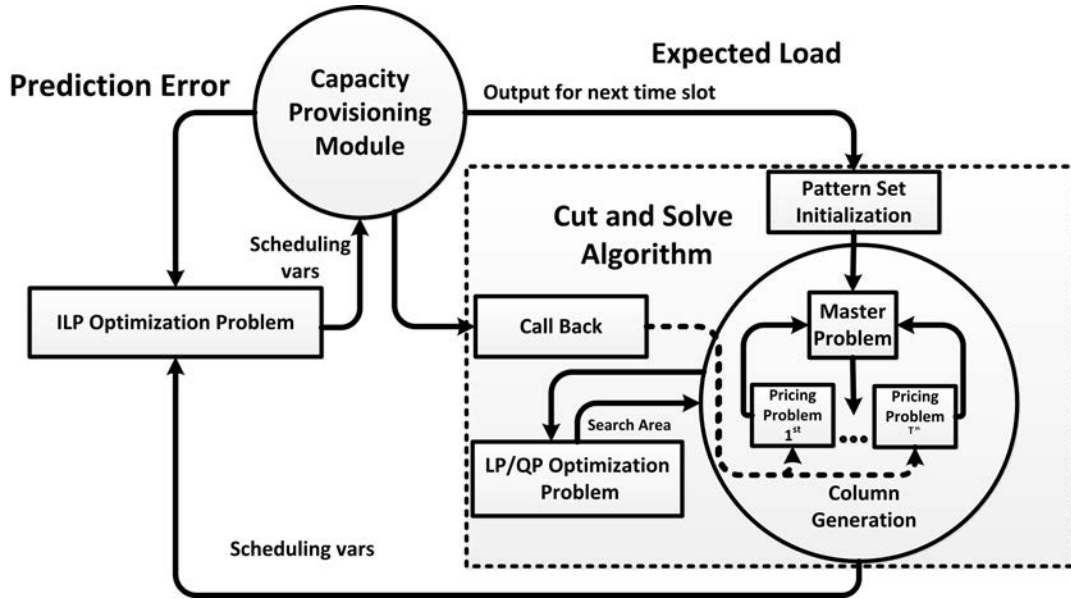 Prediction Error
Capacity
Provisioning
Module
Expected Load
Output for next time slot
Pattern Set
Initialization
Cut and Solve
Algorithm
Scheduling
vars
ILP Optimization Problem
Call Back
Master
Problem
Pricing
Problem
1st
Pricing
Problem
...
Search Area
LP/QP Optimization
Problem
Column
Generation
Scheduling vars